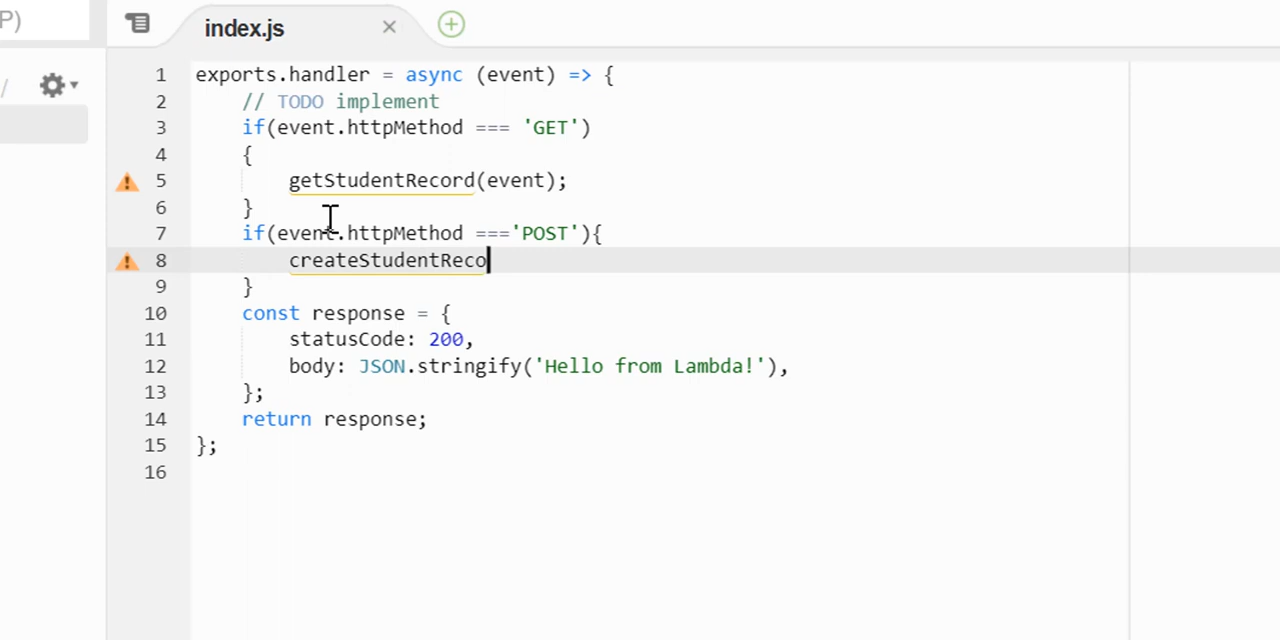 P)
index.js
/
1 exports.handler = async (event) => {
2 // TODO implement
3 if(event.httpMethod === 'GET')
4 {
5 getStudentRecord(event);
6 }
7 if(event.httpMethod ==='POST'){
8 createStudentReco
9 }
10 const response = {
11 statusCode: 200,
12 body: JSON.stringify('Hello from Lambda!'),
13 };
14 return response;
15 };
16